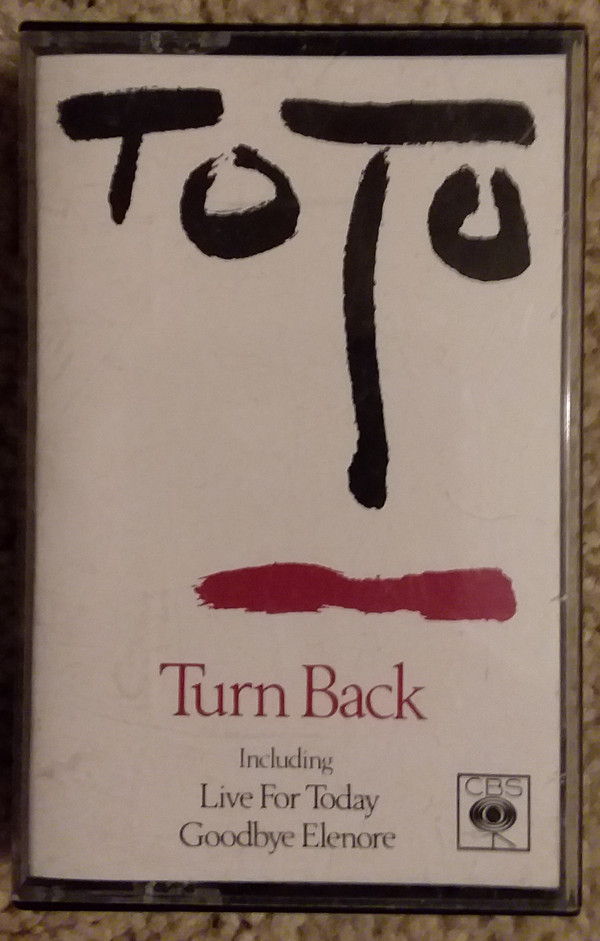 TOTO
Turn Back
Including
Live For Today
Goodbye Elenore
CBS